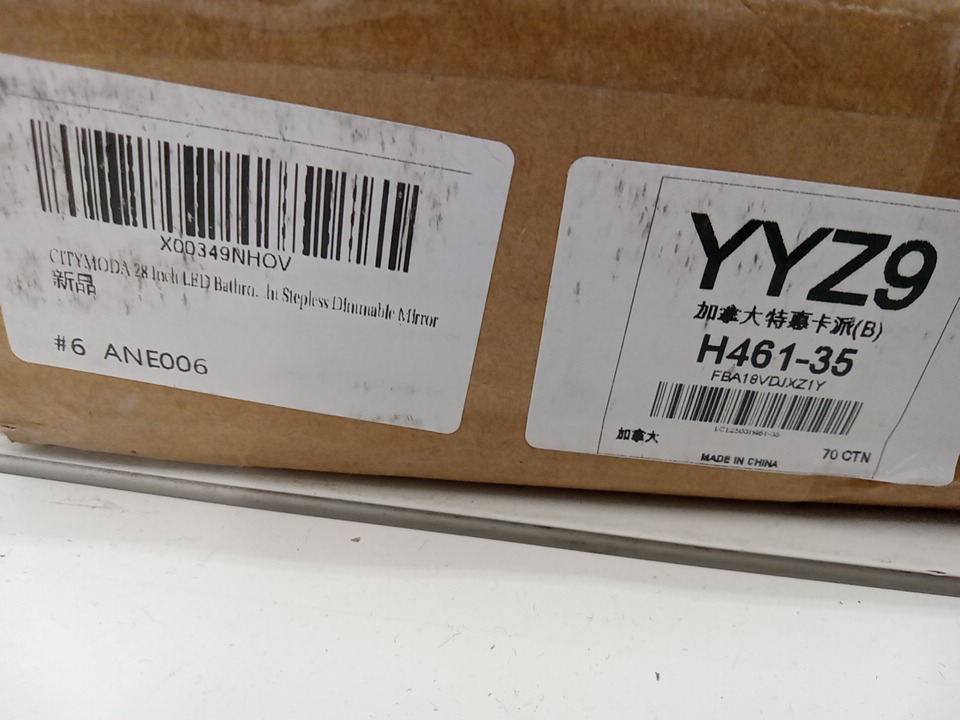 X00349NHOV
CITYMODA 28 Inch LED Bathro... ht Stepless Dimmable Mirror
新品
#6 ANE006
YYZ9
加拿大特惠卡派(B)
H461-35
FBA18VDJXZ1Y
加拿大
MADE IN CHINA
70 CTN